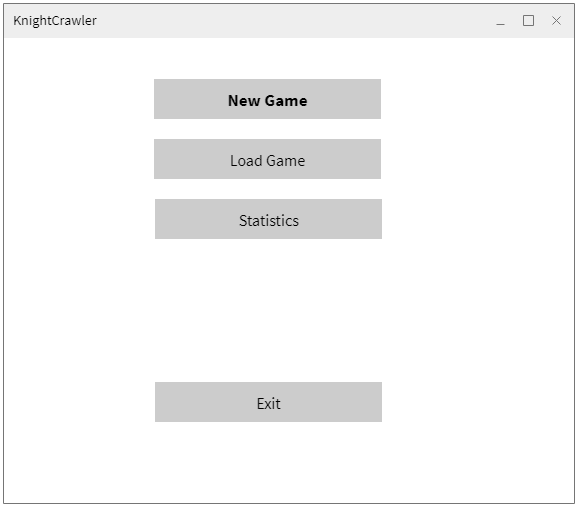 KnightCrawler
New Game
Load Game
Statistics
Exit